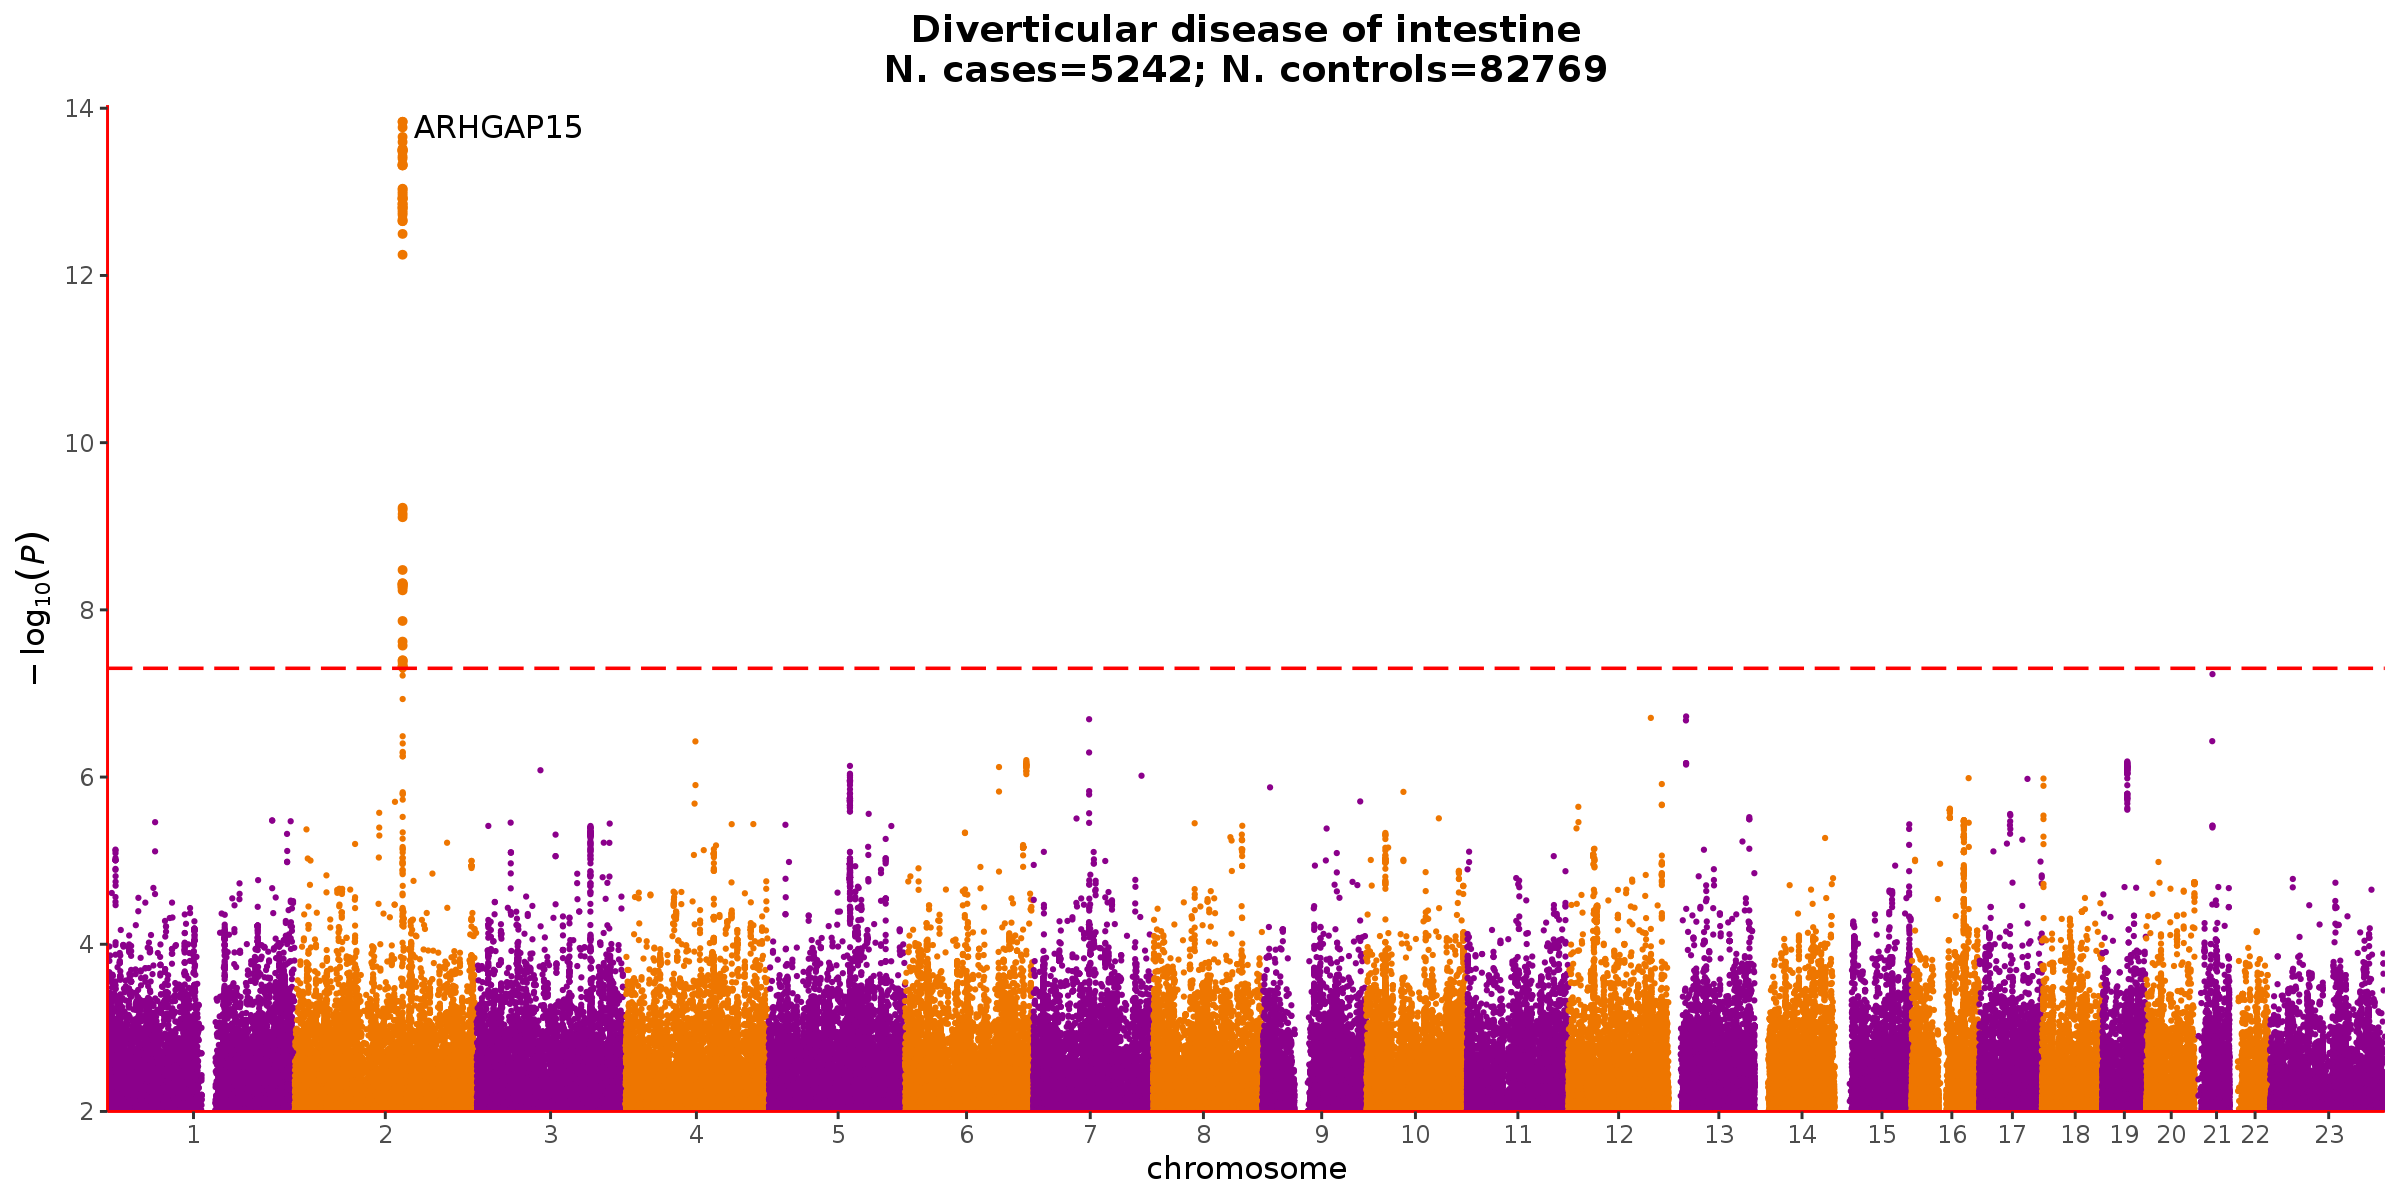 Diverticular disease of intestine
N. cases=5242; N. controls=82769
14
ARHGAP15
12
10
8
6
4
2
−log10(P)
1 2 3 4 5 6 7 8 9 10 11 12 13 14 15 16 17 18 19 20 21 22 23
chromosome